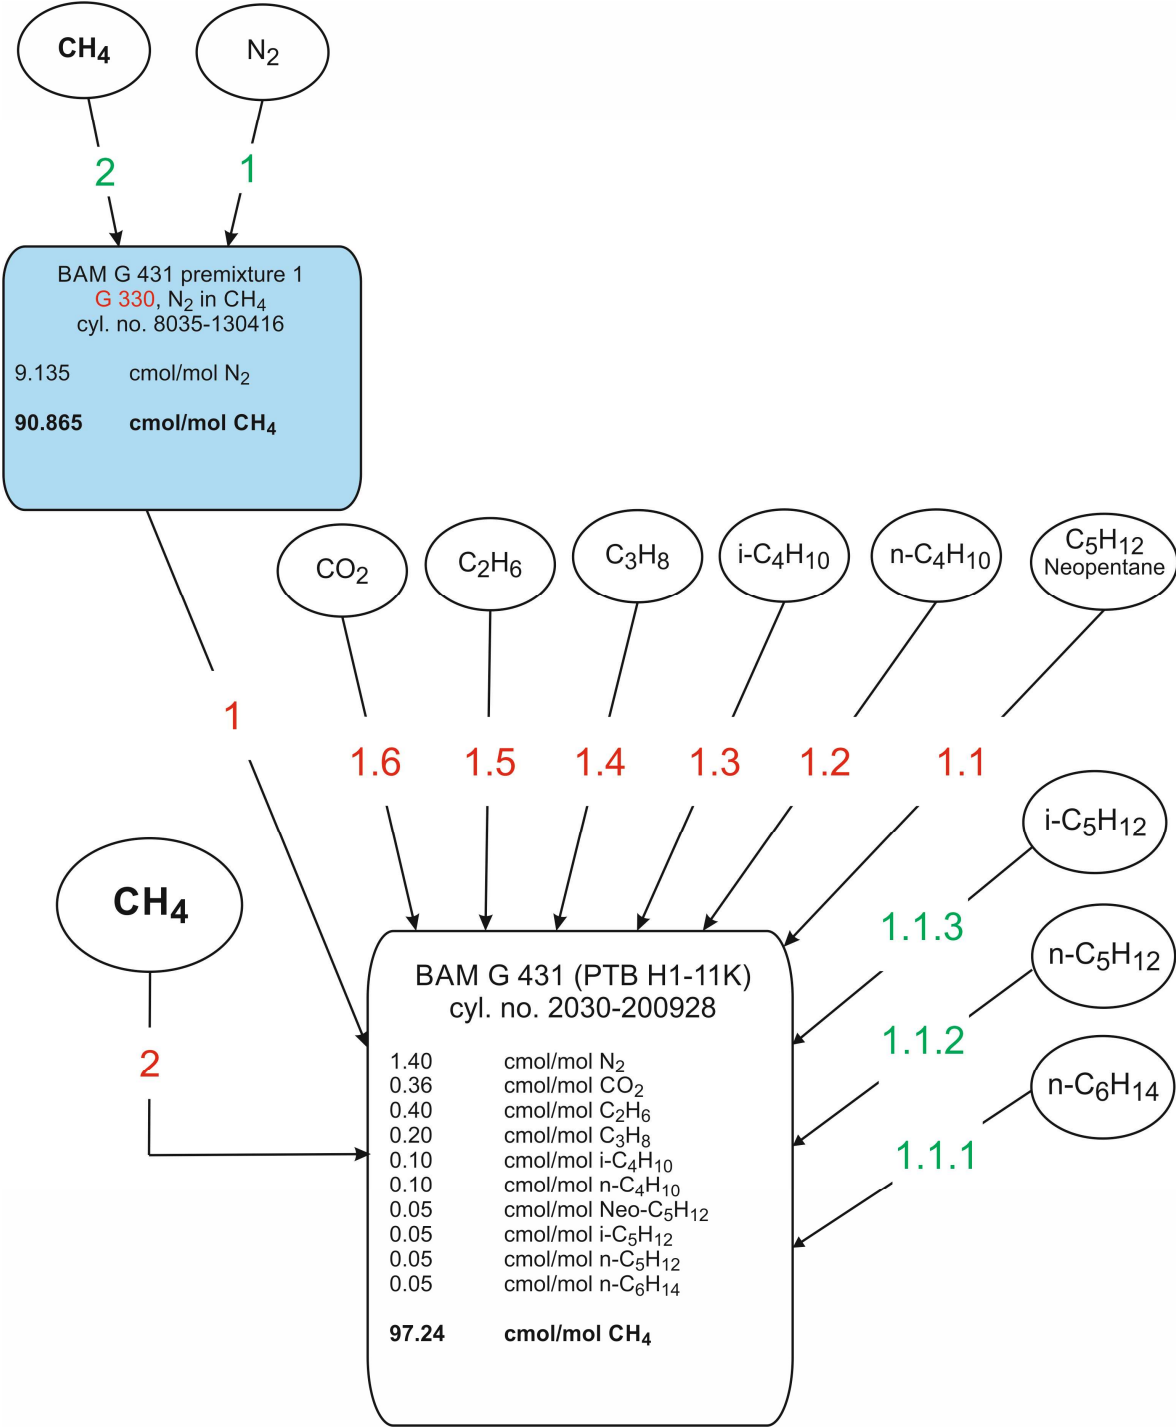 CH4
N2
2
1
BAM G 431 premixture 1
G 330, N2 in CH4
cyl. no. 8035-130416
9.135 cmol/mol N2
90.865 cmol/mol CH4
CO2
C2H6
C3H8
i-C4H10
n-C4H10
C5H12
Neopentane
1
1.6
1.5
1.4
1.3
1.2
1.1
i-C5H12
CH4
1.1.3
n-C5H12
2
1.1.2
n-C6H14
1.1.1
BAM G 431 (PTB H1-11K)
cyl. no. 2030-200928
1.40 cmol/mol N2
0.36 cmol/mol CO2
0.40 cmol/mol C2H6
0.20 cmol/mol C3H8
0.10 cmol/mol i-C4H10
0.10 cmol/mol n-C4H10
0.05 cmol/mol Neo-C5H12
0.05 cmol/mol i-C5H12
0.05 cmol/mol n-C5H12
0.05 cmol/mol n-C6H14
97.24 cmol/mol CH4